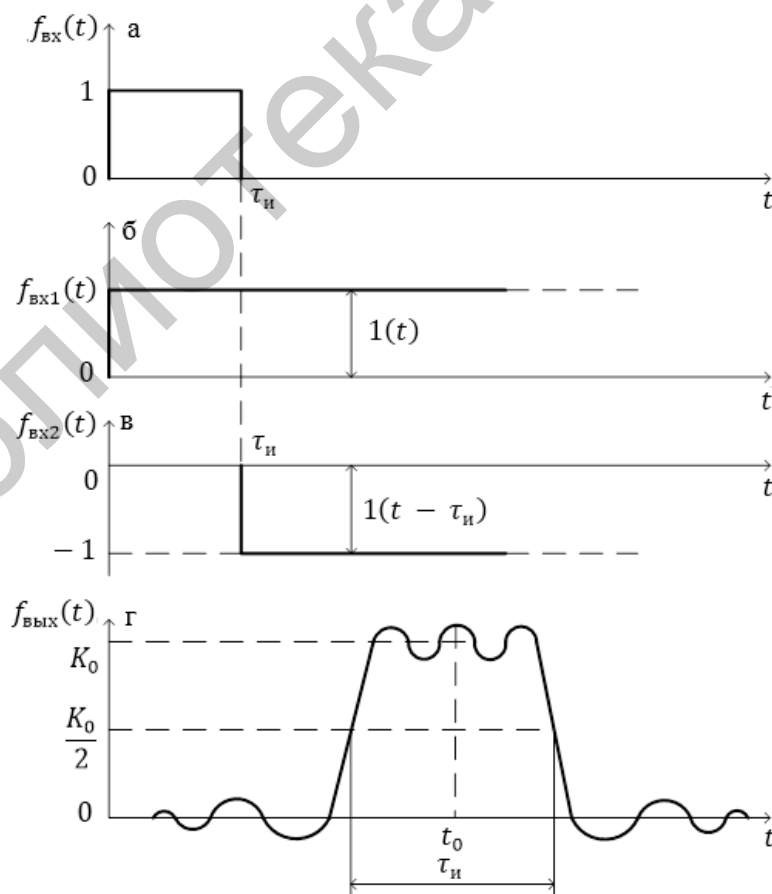 f_вх(t) а
1
0
τ_и
t
б
f_вх1(t)
1(t)
0
t
f_вх2(t) в
τ_и
0
t
1(t − τ_и)
− 1
f_вых(t) г
K_0
K_0
2
0
t_0
t
τ_и